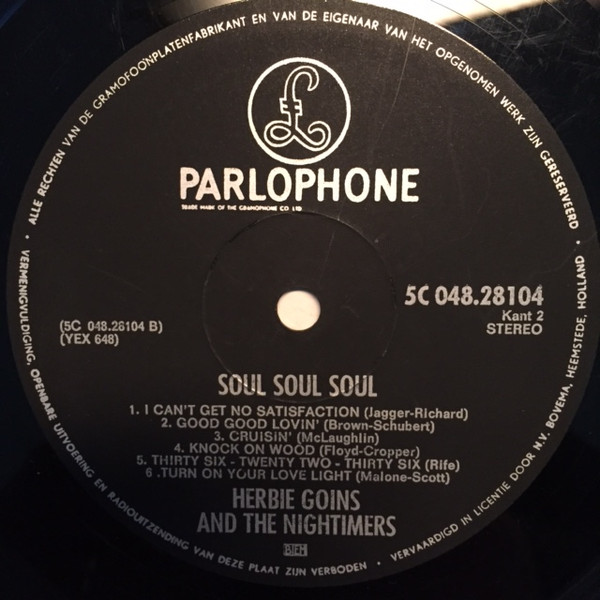 ALLE RECHTEN VAN DE GRAMOFOONPLATENFABRIKANT EN VAN DE EIGENAAR VAN HET OPGENOMEN WERK ZIJN GERESERVEERD
£
PARLOPHONE
TRADE MARK OF THE GRAMOPHONE CO LTD
5C 048.28104
Kant 2
STEREO
(5C 048.28104 B)
(YEX 648)
SOUL SOUL SOUL
1. I CAN'T GET NO SATISFACTION (Jagger-Richard)
2. GOOD GOOD LOVIN' (Brown-Schubert)
3. CRUISIN' (McLaughlin)
4. KNOCK ON WOOD (Floyd-Cropper)
5. THIRTY SIX - TWENTY TWO - THIRTY SIX (Rife)
6 .TURN ON YOUR LOVE LIGHT (Malone-Scott)
HERBIE GOINS
AND THE NIGHTIMERS
BIEM
• VERMENIGVULDIGING, OPENBARE UITVOERING EN RADIOUITZENDING VAN DEZE PLAAT ZIJN VERBODEN •
VERVAARDIGD IN LICENTIE DOOR N.V. BOVEMA, HEEMSTEDE, HOLLAND •